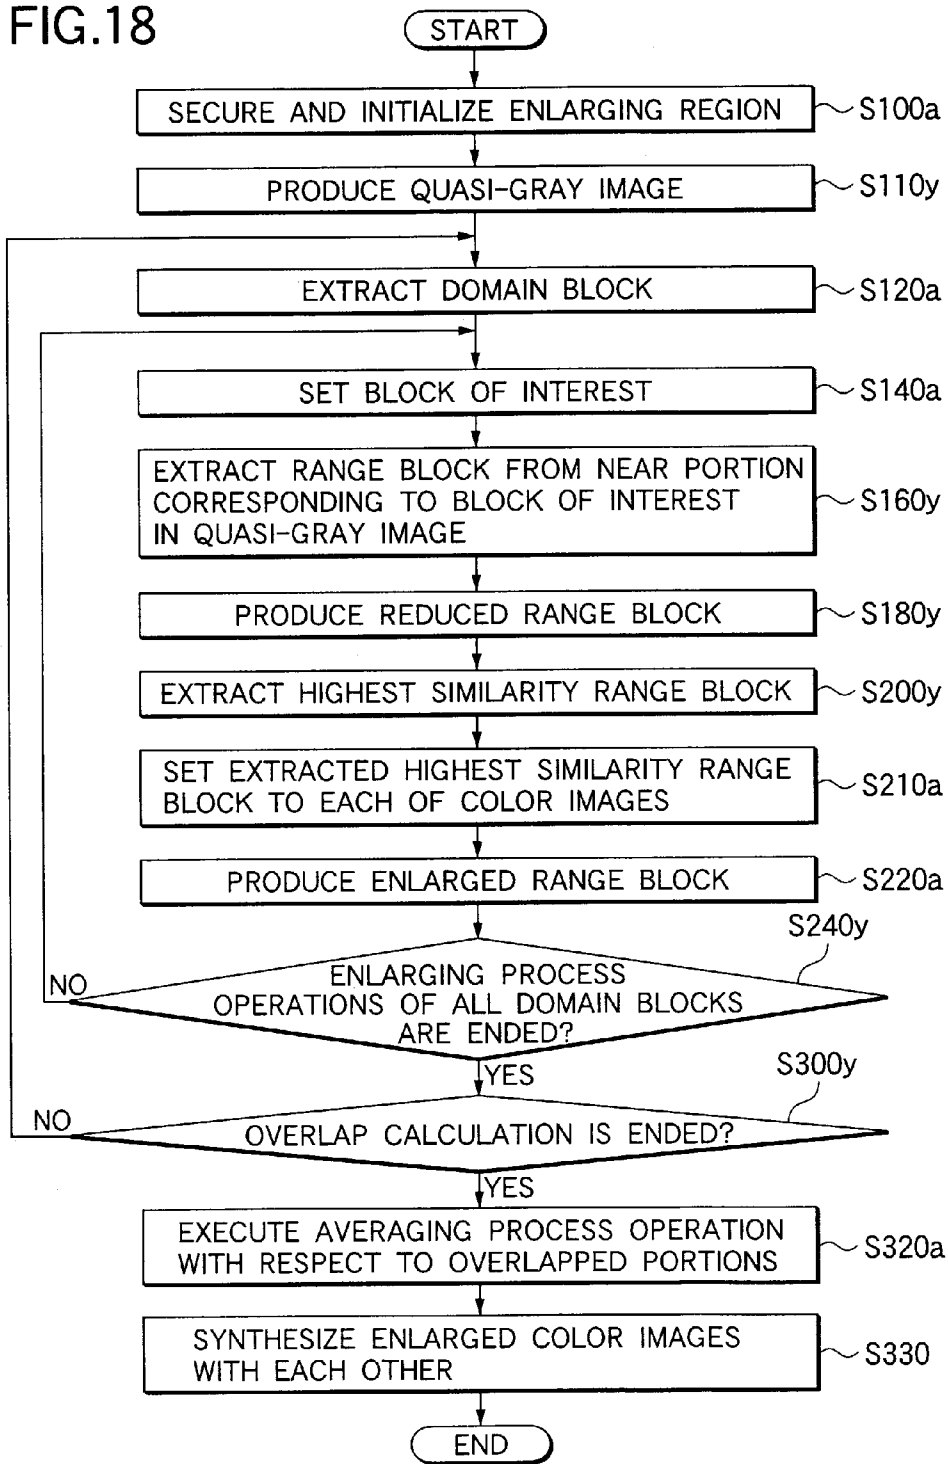 FIG.18
START
SECURE AND INITIALIZE ENLARGING REGION
S100a
PRODUCE QUASI-GRAY IMAGE
S110y
EXTRACT DOMAIN BLOCK
S120a
SET BLOCK OF INTEREST
S140a
EXTRACT RANGE BLOCK FROM NEAR PORTION
CORRESPONDING TO BLOCK OF INTEREST
IN QUASI-GRAY IMAGE
S160y
PRODUCE REDUCED RANGE BLOCK
S180y
EXTRACT HIGHEST SIMILARITY RANGE BLOCK
S200y
SET EXTRACTED HIGHEST SIMILARITY RANGE
BLOCK TO EACH OF COLOR IMAGES
S210a
PRODUCE ENLARGED RANGE BLOCK
S220a
S240y
NO
ENLARGING PROCESS
OPERATIONS OF ALL DOMAIN BLOCKS
ARE ENDED?
YES
S300y
NO
OVERLAP CALCULATION IS ENDED?
YES
EXECUTE AVERAGING PROCESS OPERATION
WITH RESPECT TO OVERLAPPED PORTIONS
S320a
SYNTHESIZE ENLARGED COLOR IMAGES
WITH EACH OTHER
S330
END